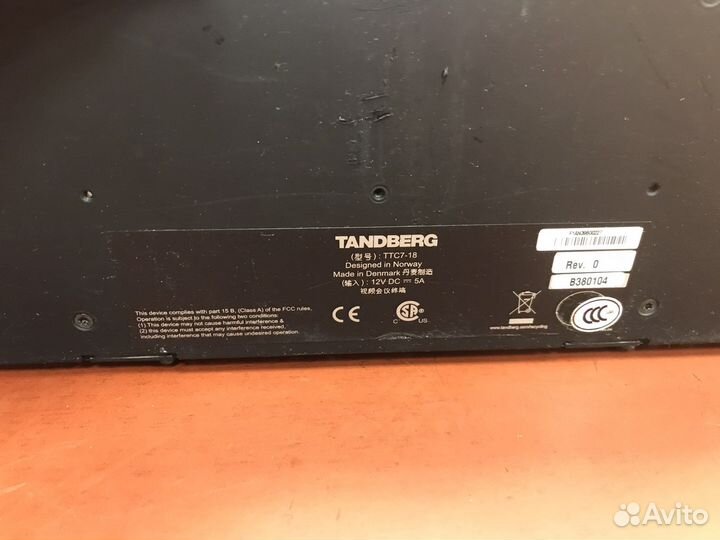 TANDBERG
(型号) : TTC7-18
Designed in Norway
Made in Denmark 丹麦制造
(输入) : 12V DC 5A
视频会议终端
This device complies with part 15 B, (Class A) of the FCC rules.
Operation is subject to the following two conditions:
(1) This device may not cause harmful interference &
(2) this device must accept any interference received,
including interference that may cause undesired operation.
CE
C SA US
www.tandberg.com/recycling
Rev. 0
B380104
CCC
Avito